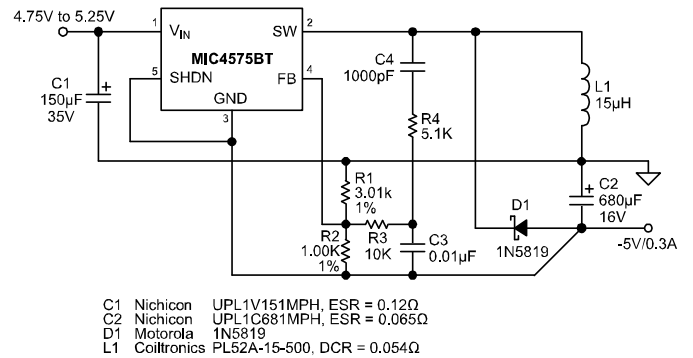 4.75V to 5.25V
1
V_IN
SW
2
MIC4575BT
5
SHDN
FB
4
GND
3
C1
150µF
35V
+
C4
1000pF
R4
5.1K
L1
15µH
R1
3.01k
1%
R2
1.00K
1%
R3
10K
C3
0.01µF
D1
1N5819
+
C2
680µF
16V
-5V/0.3A
C1 Nichicon UPL1V151MPH, ESR = 0.12Ω
C2 Nichicon UPL1C681MPH, ESR = 0.065Ω
D1 Motorola 1N5819
L1 Coiltronics PL52A-15-500, DCR = 0.054Ω